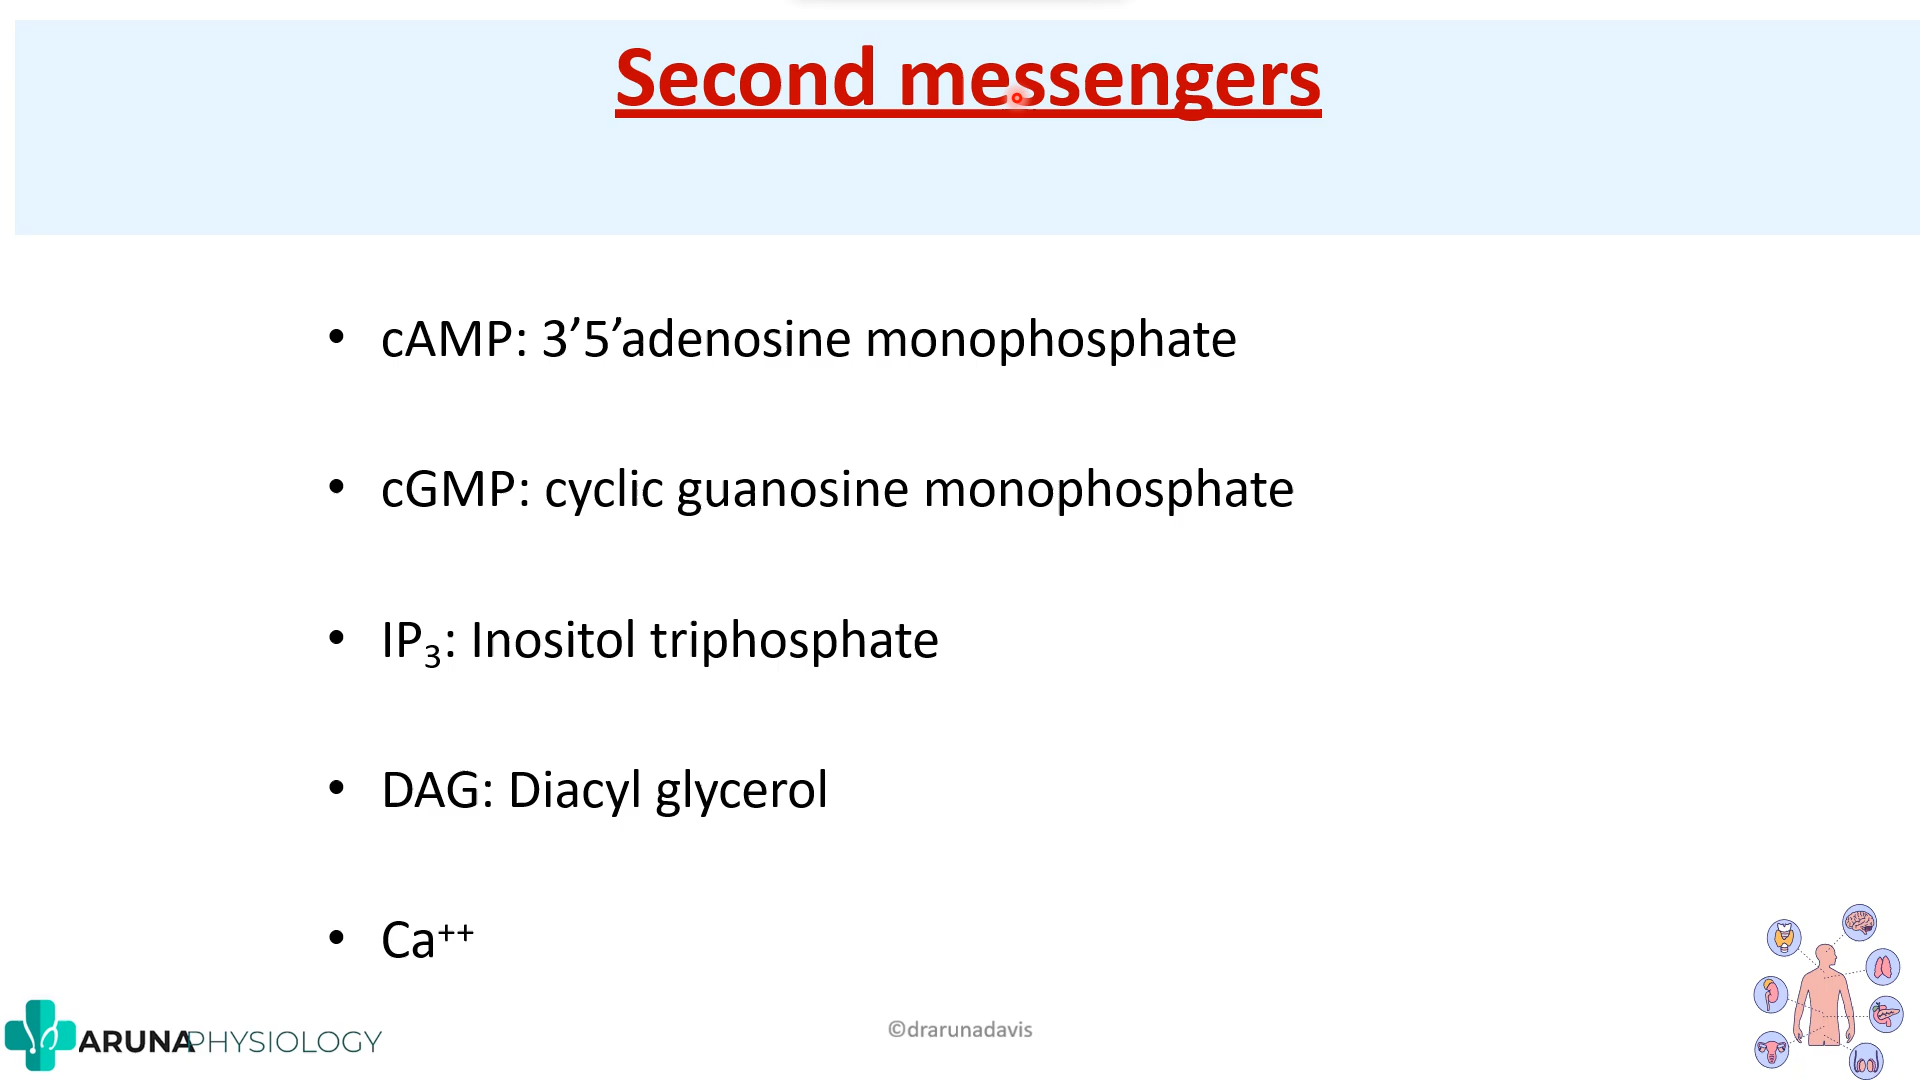 Second messengers
• cAMP: 3’5’adenosine monophosphate
• cGMP: cyclic guanosine monophosphate
• IP₃: Inositol triphosphate
• DAG: Diacyl glycerol
• Ca⁺⁺
ARUNAPHYSIOLOGY
©drarunadavis